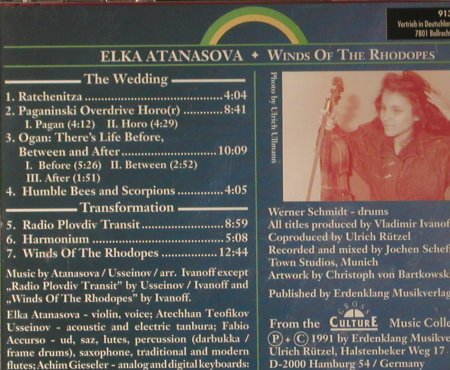 913
Vertrieb in Deutschland
7801 Bollrech
ELKA ATANASOVA ✦ WINDS OF THE RHODOPES
The Wedding
1. Ratchenitza ........................ 4:04
2. Paganinski Overdrive Horo(r) ........ 8:41
I. Pagan (4:12) II. Horo (4:29)
3. Ogan: There's Life Before,
Between and After .................... 10:09
I. Before (5:26) II. Between (2:52)
III. After (1:51)
4. Humble Bees and Scorpions ........ 4:05
Transformation
5. Radio Plovdiv Transit ................ 8:59
6. Harmonium ........................ 5:08
7. Winds Of The Rhodopes ............ 12:44
Music by Atanasova / Usseinov / arr. Ivanoff except
„Radio Plovdiv Transit" by Usseinov / Ivanoff and
„Winds Of The Rhodopes" by Ivanoff.
Elka Atanasova - violin, voice; Atechhan Teofikov
Usseinov - acoustic and electric tanbura; Fabio
Accurso - ud, saz, lutes, percussion (darbukka /
frame drums), saxophone, traditional and modern
flutes; Achim Gieseler - analog and digital keyboards:
Photo by Ulrich Ullmann
Werner Schmidt - drums
All titles produced by Vladimir Ivanoff
Coproduced by Ulrich Rützel
Recorded and mixed by Jochen Scheff
Town Studios, Munich
Artwork by Christoph von Bartkowsk
Published by Erdenklang Musikverlag
From the CROSS CULTURE Music Colle
Ⓟ + © 1991 by Erdenklang Musikve
Ulrich Rützel, Halstenbeker Weg 17
D-2000 Hamburg 54 / Germany